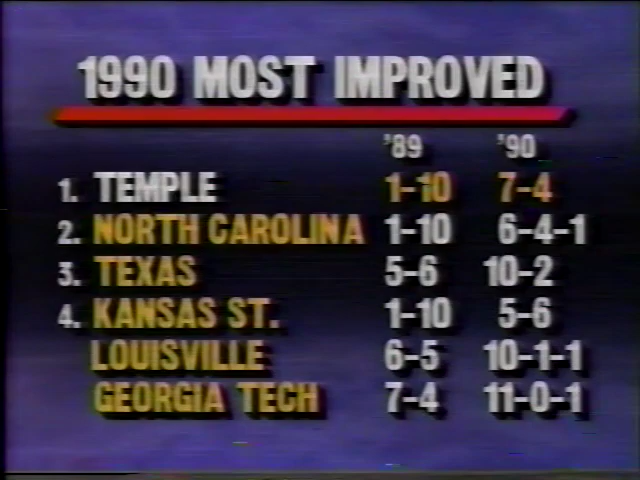 1990 MOST IMPROVED
'89 '90
1. TEMPLE 1-10 7-4
2. NORTH CAROLINA 1-10 6-4-1
3. TEXAS 5-6 10-2
4. KANSAS ST. 1-10 5-6
LOUISVILLE 6-5 10-1-1
GEORGIA TECH 7-4 11-0-1